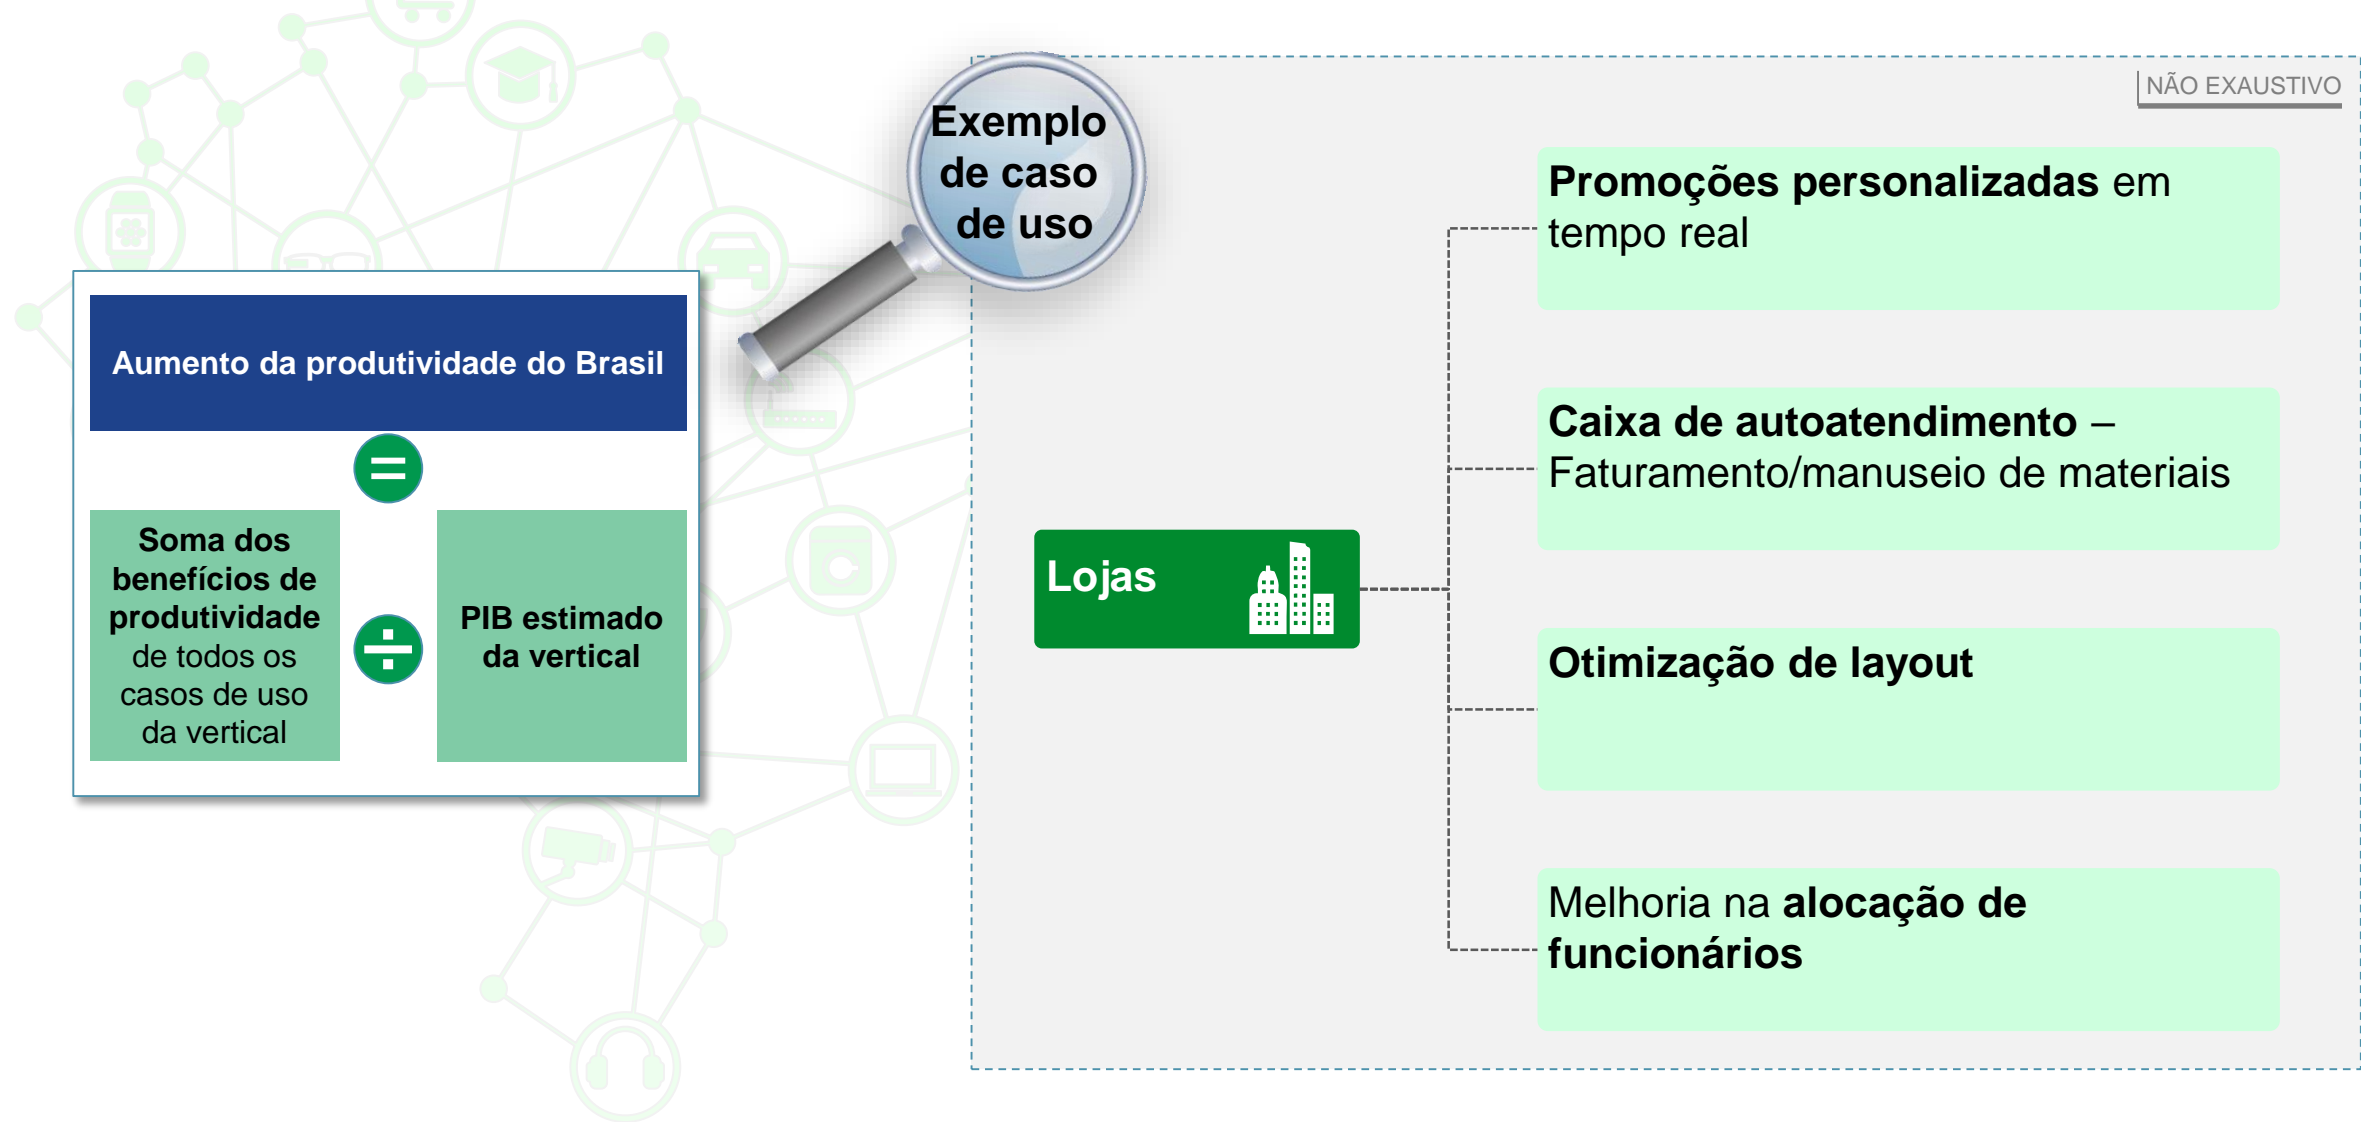 Aumento da produtividade do Brasil
=
Soma dos
benefícios de
produtividade
de todos os
casos de uso
da vertical
÷
PIB estimado
da vertical
Exemplo
de caso
de uso
NÃO EXAUSTIVO
Lojas
Promoções personalizadas em
tempo real
Caixa de autoatendimento –
Faturamento/manuseio de materiais
Otimização de layout
Melhoria na alocação de
funcionários